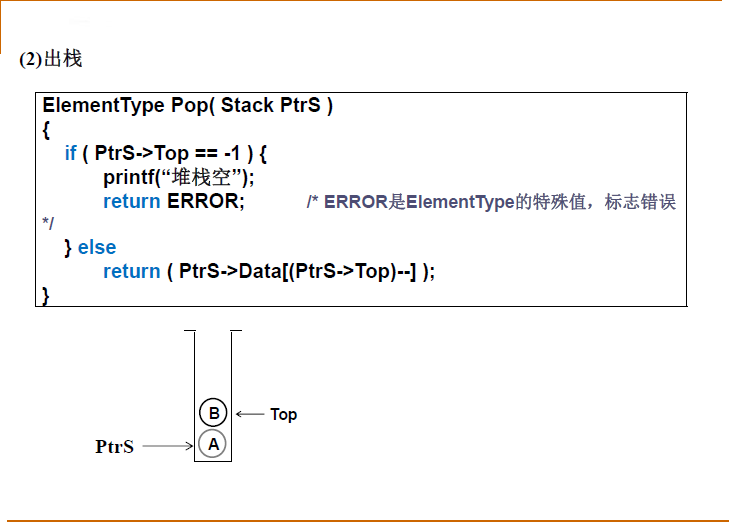 (2)出栈
ElementType Pop( Stack PtrS )
{
if ( PtrS->Top == -1 ) {
printf(“堆栈空”);
return ERROR; /* ERROR是ElementType的特殊值，标志错误
*/
} else
return ( PtrS->Data[(PtrS->Top)--] );
}
B Top
PtrS A